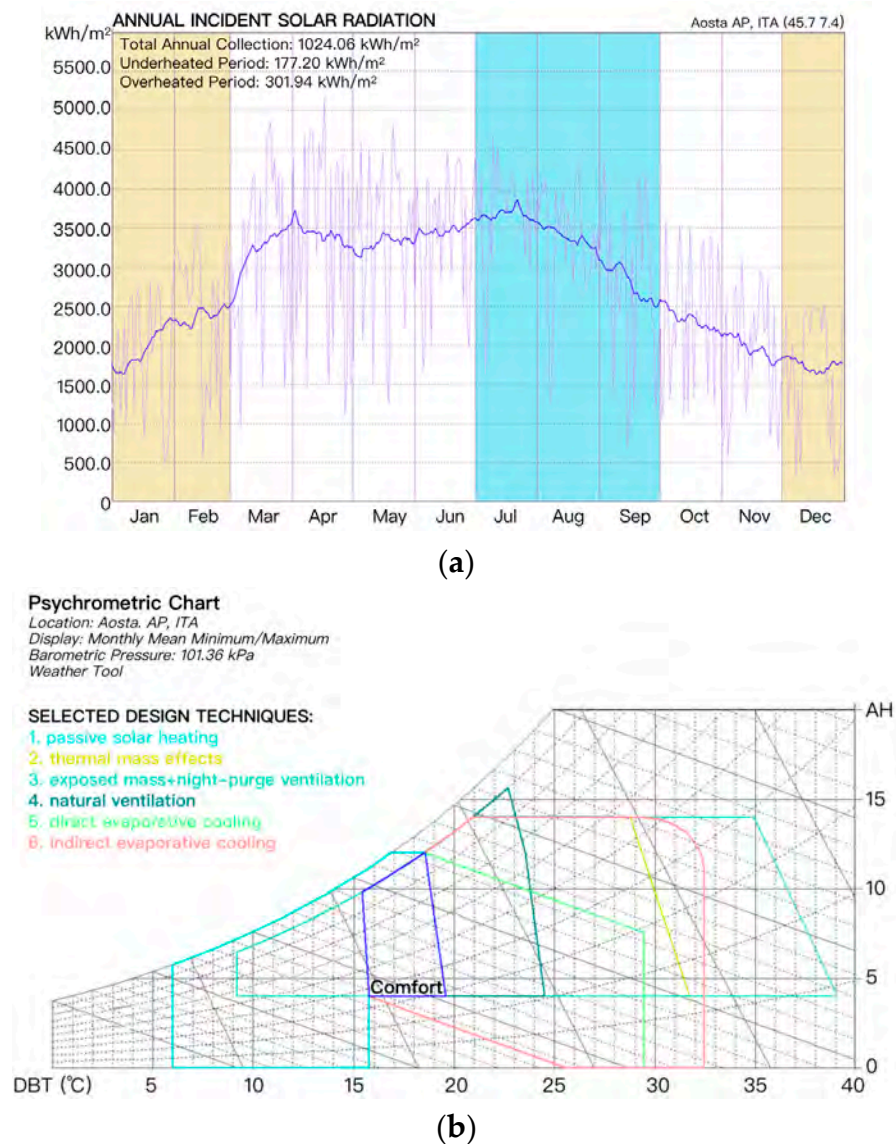 ANNUAL INCIDENT SOLAR RADIATION
Aosta AP, ITA (45.7 7.4)
kWh/m²
Total Annual Collection: 1024.06 kWh/m²
Underheated Period: 177.20 kWh/m²
Overheated Period: 301.94 kWh/m²
5500.0
5000.0
4500.0
4000.0
3500.0
3000.0
2500.0
2000.0
1500.0
1000.0
500.0
0
Jan Feb Mar Apr May Jun Jul Aug Sep Oct Nov Dec
(a)
Psychrometric Chart
Location: Aosta. AP, ITA
Display: Monthly Mean Minimum/Maximum
Barometric Pressure: 101.36 kPa
Weather Tool
SELECTED DESIGN TECHNIQUES:
1. passive solar heating
2. thermal mass effects
3. exposed mass+night-purge ventilation
4. natural ventilation
5. direct evaporative cooling
6. indirect evaporative cooling
AH
15
10
5
0
Comfort
DBT (℃) 5 10 15 20 25 30 35 40
(b)